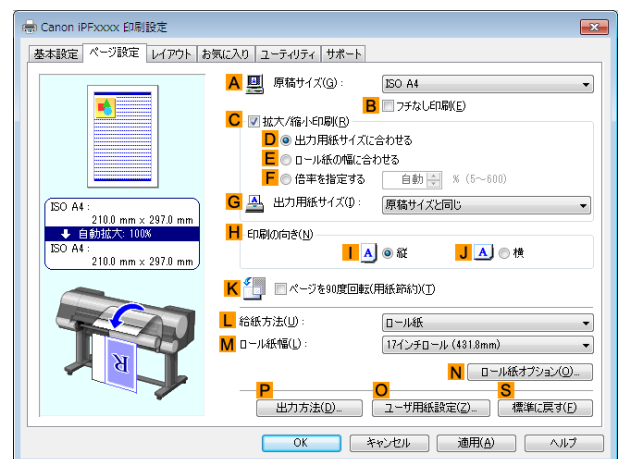 Canon iPFxxxx 印刷設定
基本設定 ページ設定 レイアウト お気に入り ユーティリティ サポート
A 原稿サイズ(G): ISO A4
B フチなし印刷(E)
C 拡大/縮小印刷(R)
D 出力用紙サイズに合わせる
E ロール紙の幅に合わせる
F 倍率を指定する 自動 % (5～600)
G 出力用紙サイズ(I): 原稿サイズと同じ
ISO A4 :
210.0 mm x 297.0 mm
自動拡大: 100%
ISO A4 :
210.0 mm x 297.0 mm
H 印刷の向き(N)
I A 縦 J A 横
K ページを90度回転(用紙節約)(T)
L 給紙方法(U): ロール紙
M ロール紙幅(L): 17インチロール (431.8mm)
R
N ロール紙オプション(O)...
P O S
出力方法(D)... ユーザ用紙設定(Z)... 標準に戻す(F)
OK キャンセル 適用(A) ヘルプ